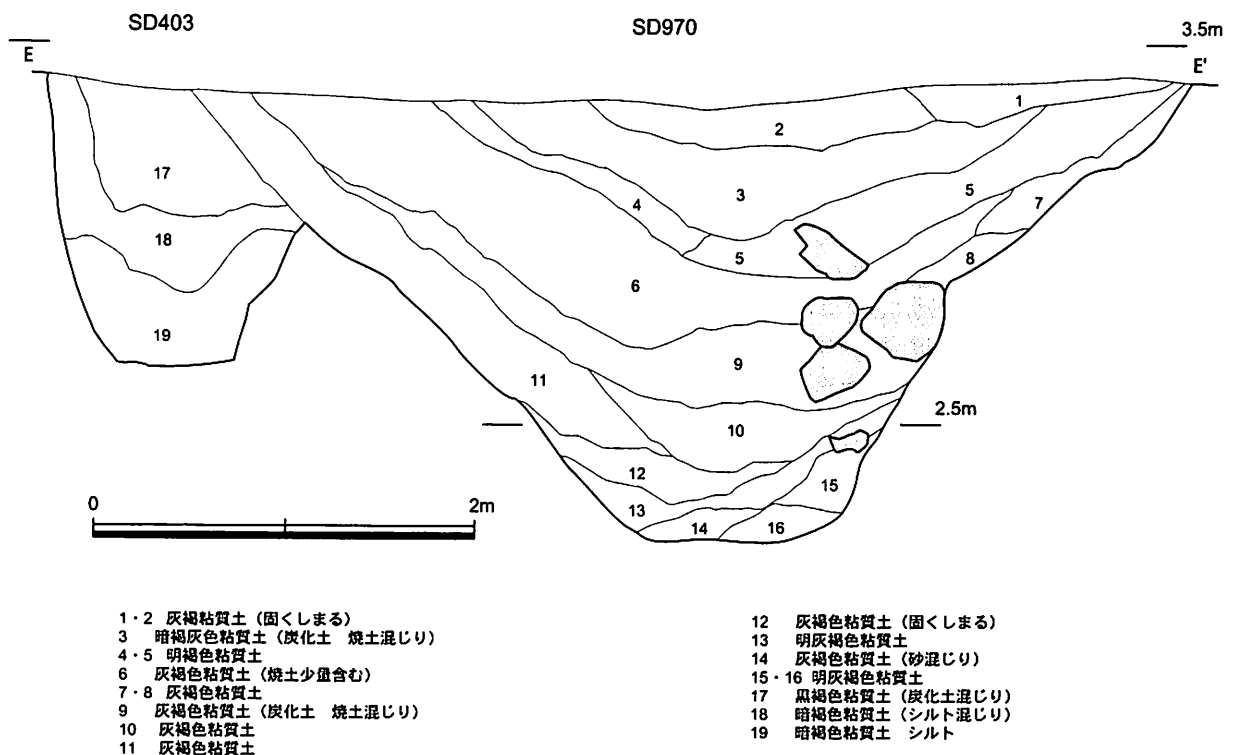 SD403
SD970
3.5m
E
E'
1
2
17
3
5
4
7
18
8
5
6
19
9
11
2.5m
10
12
15
0
2m
13
14
16
1・2 灰褐粘質土（固くしまる）
3 暗褐灰色粘質土（炭化土 焼土混じり）
4・5 明褐色粘質土
6 灰褐色粘質土（焼土少量含む）
7・8 灰褐色粘質土
9 灰褐色粘質土（炭化土 焼土混じり）
10 灰褐色粘質土
11 灰褐色粘質土
12 灰褐色粘質土（固くしまる）
13 明灰褐色粘質土
14 灰褐色粘質土（砂混じり）
15・16 明灰褐色粘質土
17 黒褐色粘質土（炭化土混じり）
18 暗褐色粘質土（シルト混じり）
19 暗褐色粘質土 シルト